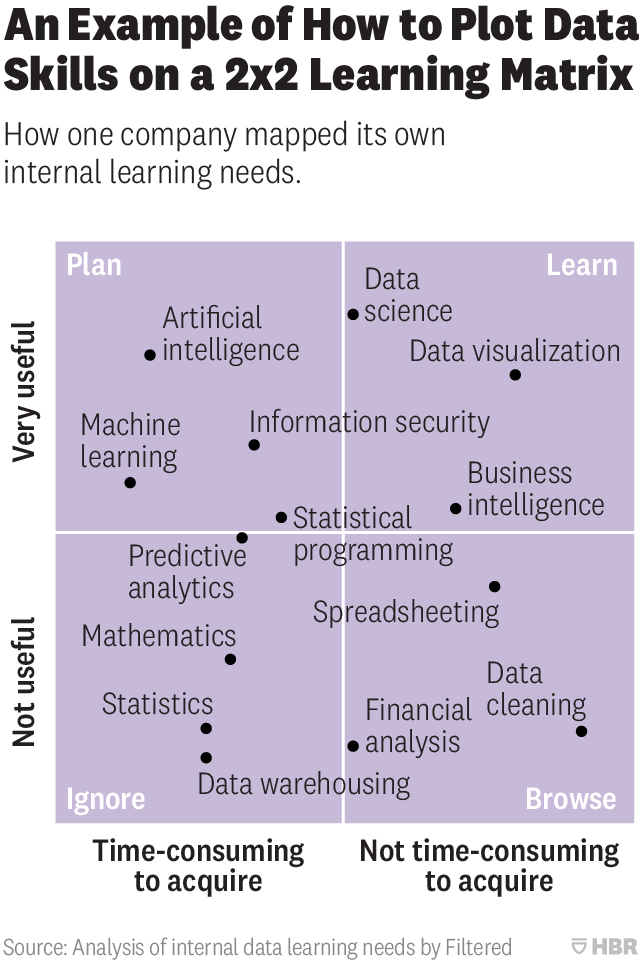 An Example of How to Plot Data
Skills on a 2x2 Learning Matrix
How one company mapped its own
internal learning needs.
Plan
Learn
Data
science
Artificial
intelligence
Data visualization
Very useful
Machine
learning
Information security
Business
intelligence
Statistical
programming
Predictive
analytics
Spreadsheeting
Mathematics
Not useful
Data
cleaning
Statistics
Financial
analysis
Data warehousing
Ignore
Browse
Time-consuming
to acquire
Not time-consuming
to acquire
Source: Analysis of internal data learning needs by Filtered
HBR